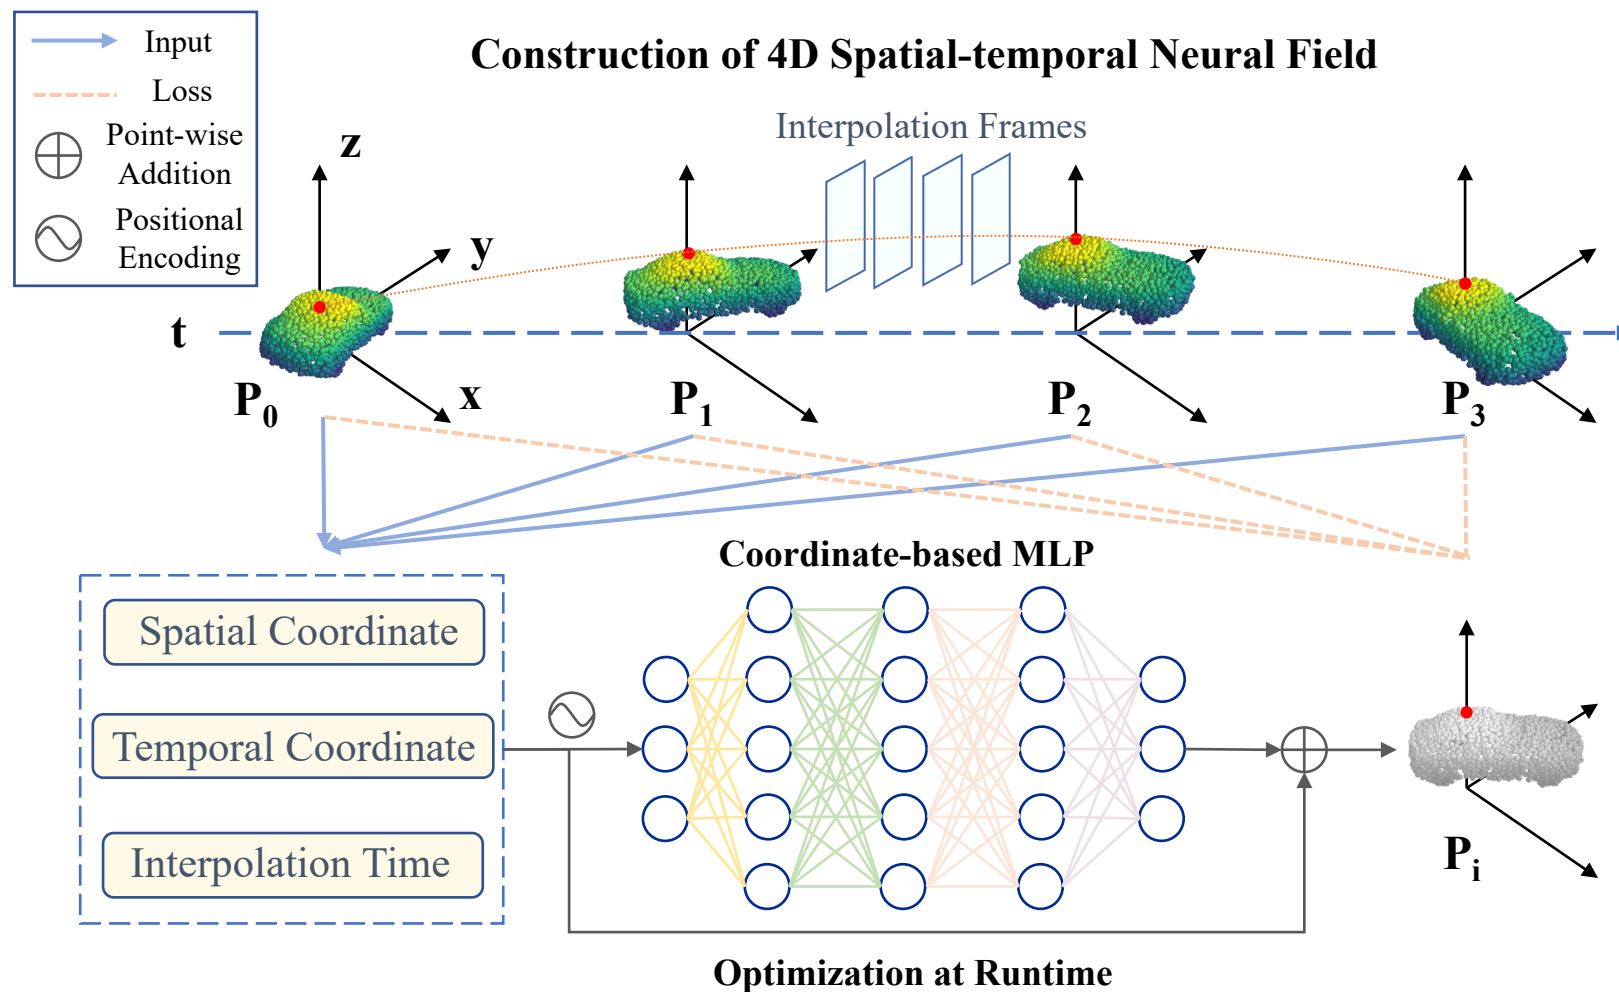 Input
Loss
Point-wise
Addition
Positional
Encoding
Construction of 4D Spatial-temporal Neural Field
Interpolation Frames
z
y
t
x
P0
P1
P2
P3
Coordinate-based MLP
Spatial Coordinate
Temporal Coordinate
Interpolation Time
Pi
Optimization at Runtime